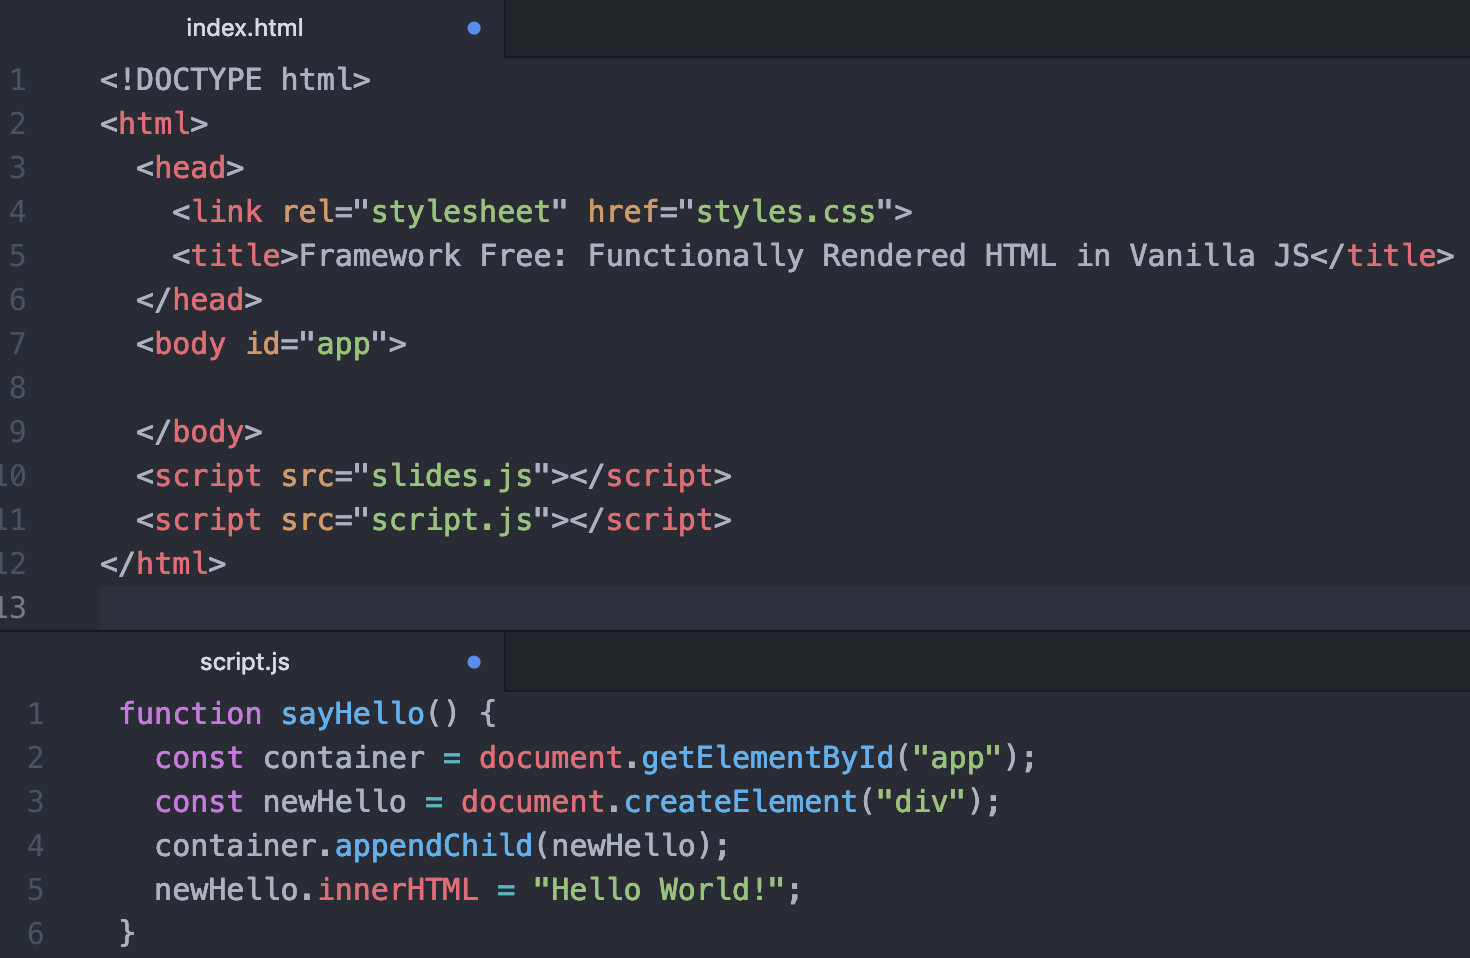 index.html
1 <!DOCTYPE html>
2 <html>
3   <head>
4     <link rel="stylesheet" href="styles.css">
5     <title>Framework Free: Functionally Rendered HTML in Vanilla JS</title>
6   </head>
7   <body id="app">
8
9   </body>
10   <script src="slides.js"></script>
11   <script src="script.js"></script>
12 </html>
13
script.js
1 function sayHello() {
2   const container = document.getElementById("app");
3   const newHello = document.createElement("div");
4   container.appendChild(newHello);
5   newHello.innerHTML = "Hello World!";
6 }